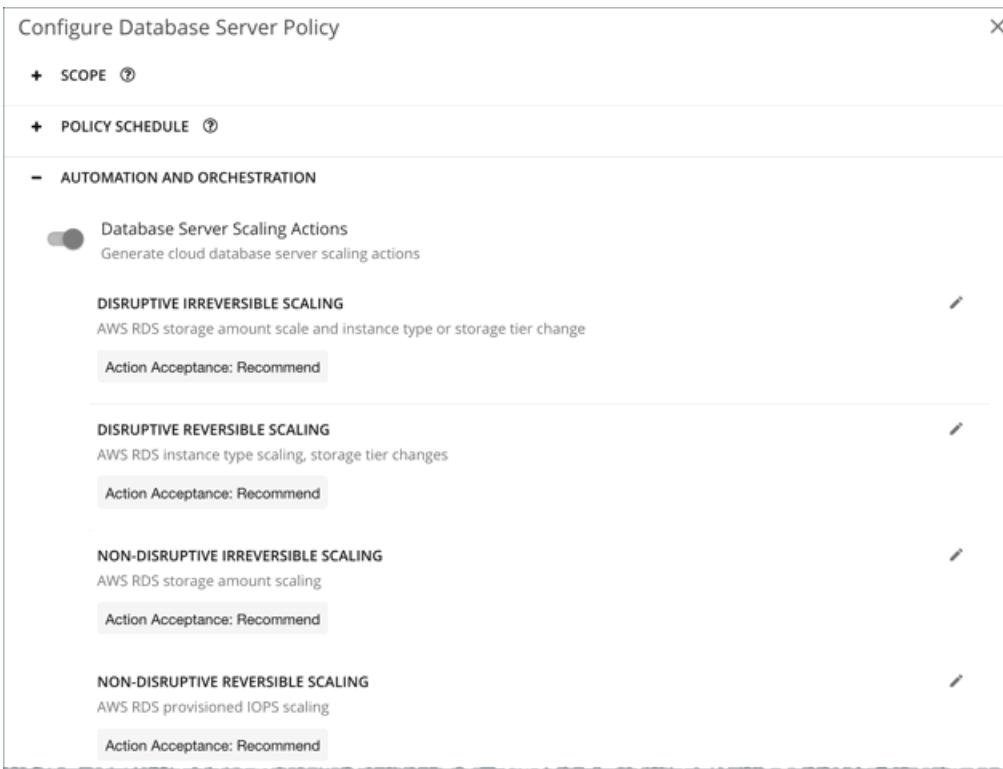 Configure Database Server Policy
SCOPE
POLICY SCHEDULE
AUTOMATION AND ORCHESTRATION
Database Server Scaling Actions
Generate cloud database server scaling actions
DISRUPTIVE IRREVERSIBLE SCALING
AWS RDS storage amount scale and instance type or storage tier change
Action Acceptance: Recommend
DISRUPTIVE REVERSIBLE SCALING
AWS RDS instance type scaling, storage tier changes
Action Acceptance: Recommend
NON-DISRUPTIVE IRREVERSIBLE SCALING
AWS RDS storage amount scaling
Action Acceptance: Recommend
NON-DISRUPTIVE REVERSIBLE SCALING
AWS RDS provisioned IOPS scaling
Action Acceptance: Recommend